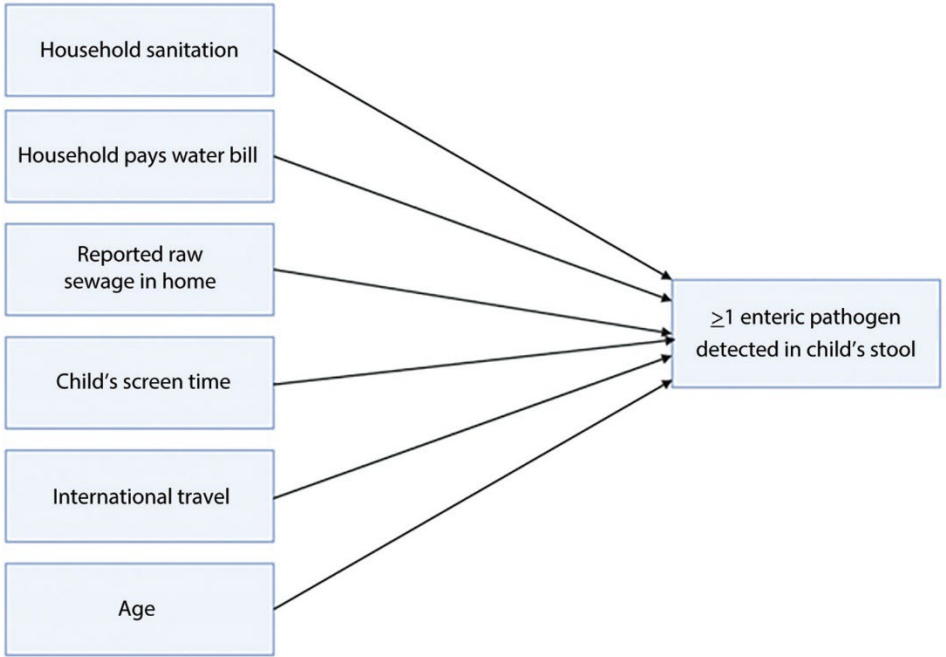 Household sanitation
Household pays water bill
Reported raw
sewage in home
Child’s screen time
International travel
Age
≥1 enteric pathogen
detected in child’s stool